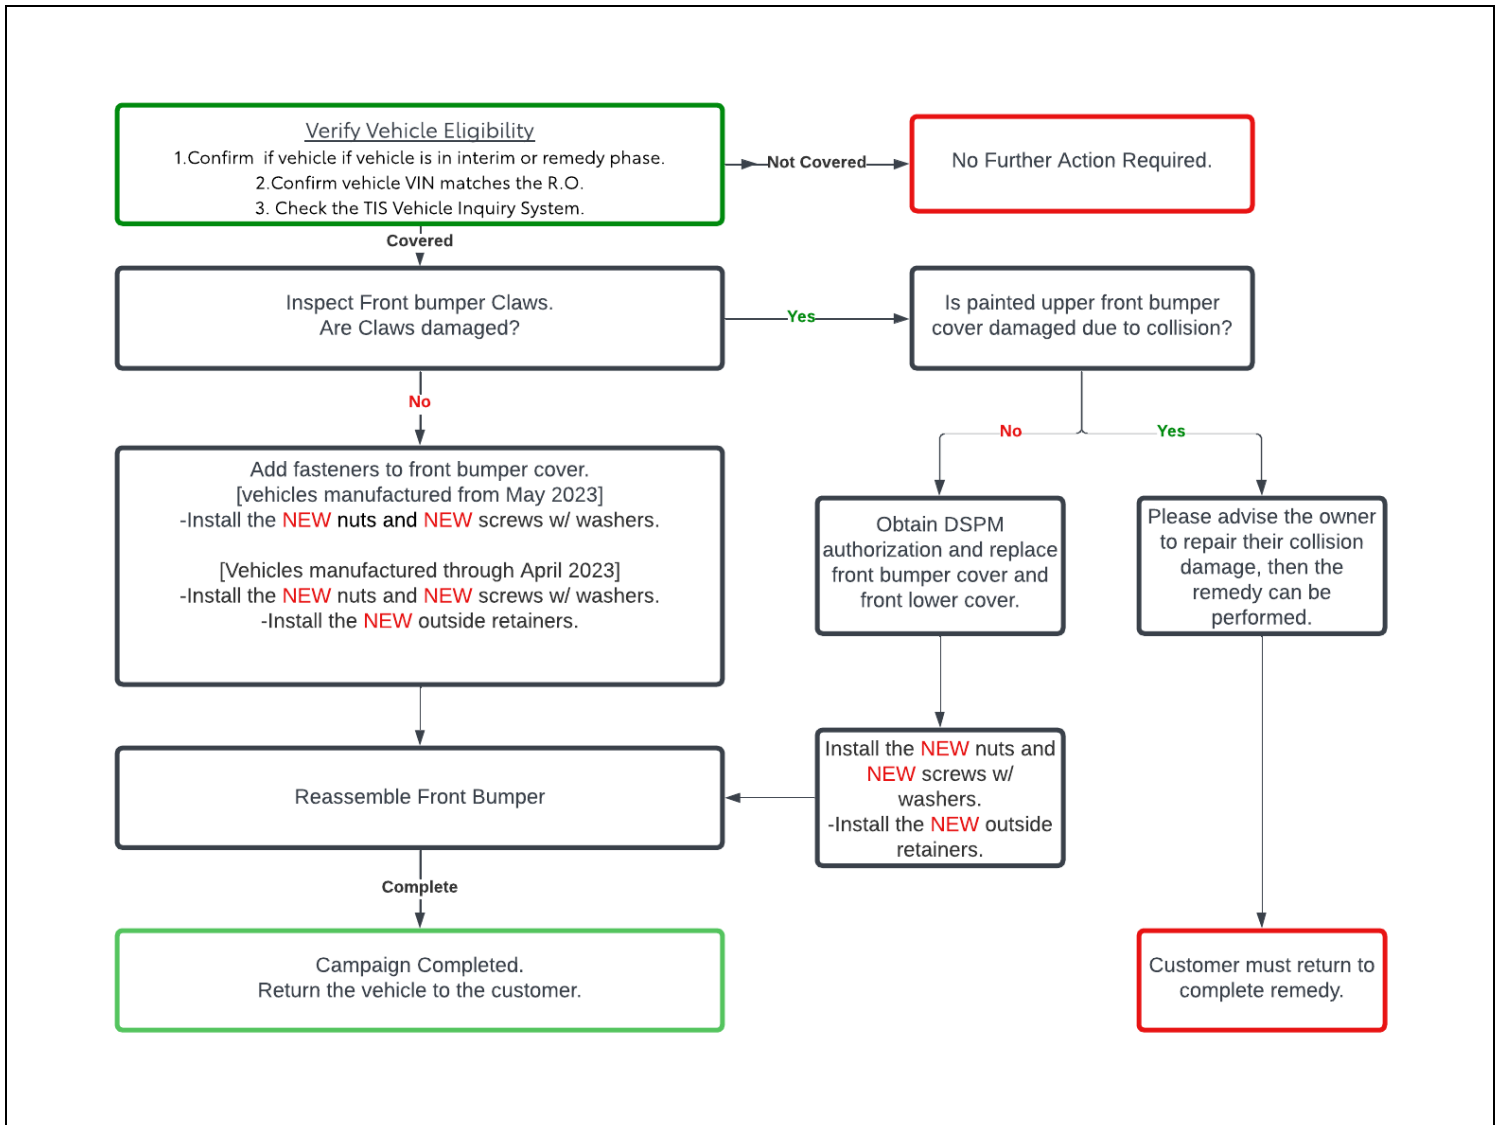 Verify Vehicle Eligibility
1.Confirm  if vehicle if vehicle is in interim or remedy phase.
2.Confirm vehicle VIN matches the R.O.
3. Check the TIS Vehicle Inquiry System.
Not Covered
No Further Action Required.
Covered
Inspect Front bumper Claws.
Are Claws damaged?
Yes
Is painted upper front bumper
cover damaged due to collision?
No
No
Yes
Add fasteners to front bumper cover.
[vehicles manufactured from May 2023]
-Install the NEW nuts and NEW screws w/ washers.
[Vehicles manufactured through April 2023]
-Install the NEW nuts and NEW screws w/ washers.
-Install the NEW outside retainers.
Obtain DSPM
authorization and replace
front bumper cover and
front lower cover.
Please advise the owner
to repair their collision
damage, then the
remedy can be
performed.
Reassemble Front Bumper
Install the NEW nuts and
NEW screws w/
washers.
-Install the NEW outside
retainers.
Complete
Campaign Completed.
Return the vehicle to the customer.
Customer must return to
complete remedy.